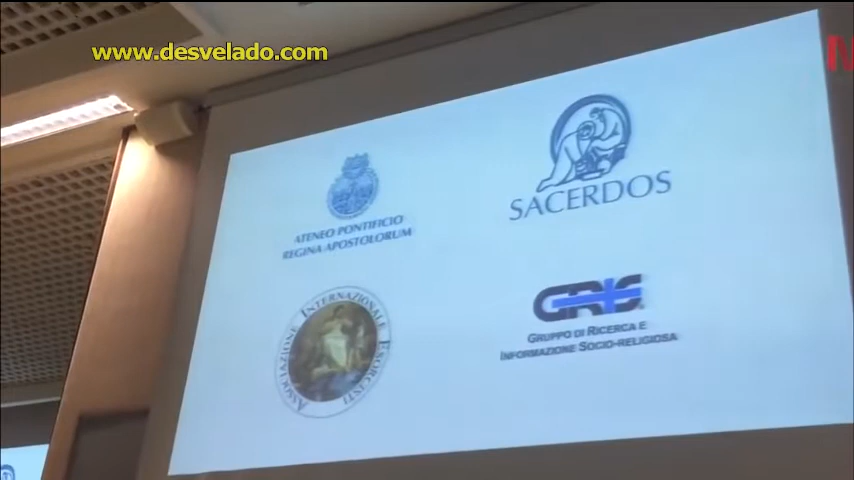 www.desvelado.com
M
ATENEO PONTIFICIO
REGINA APOSTOLORUM
SACERDOS
ASSOCIAZIONE INTERNAZIONALE ESORCISTI
GRIS
GRUPPO DI RICERCA E
INFORMAZIONE SOCIO-RELIGIOSA